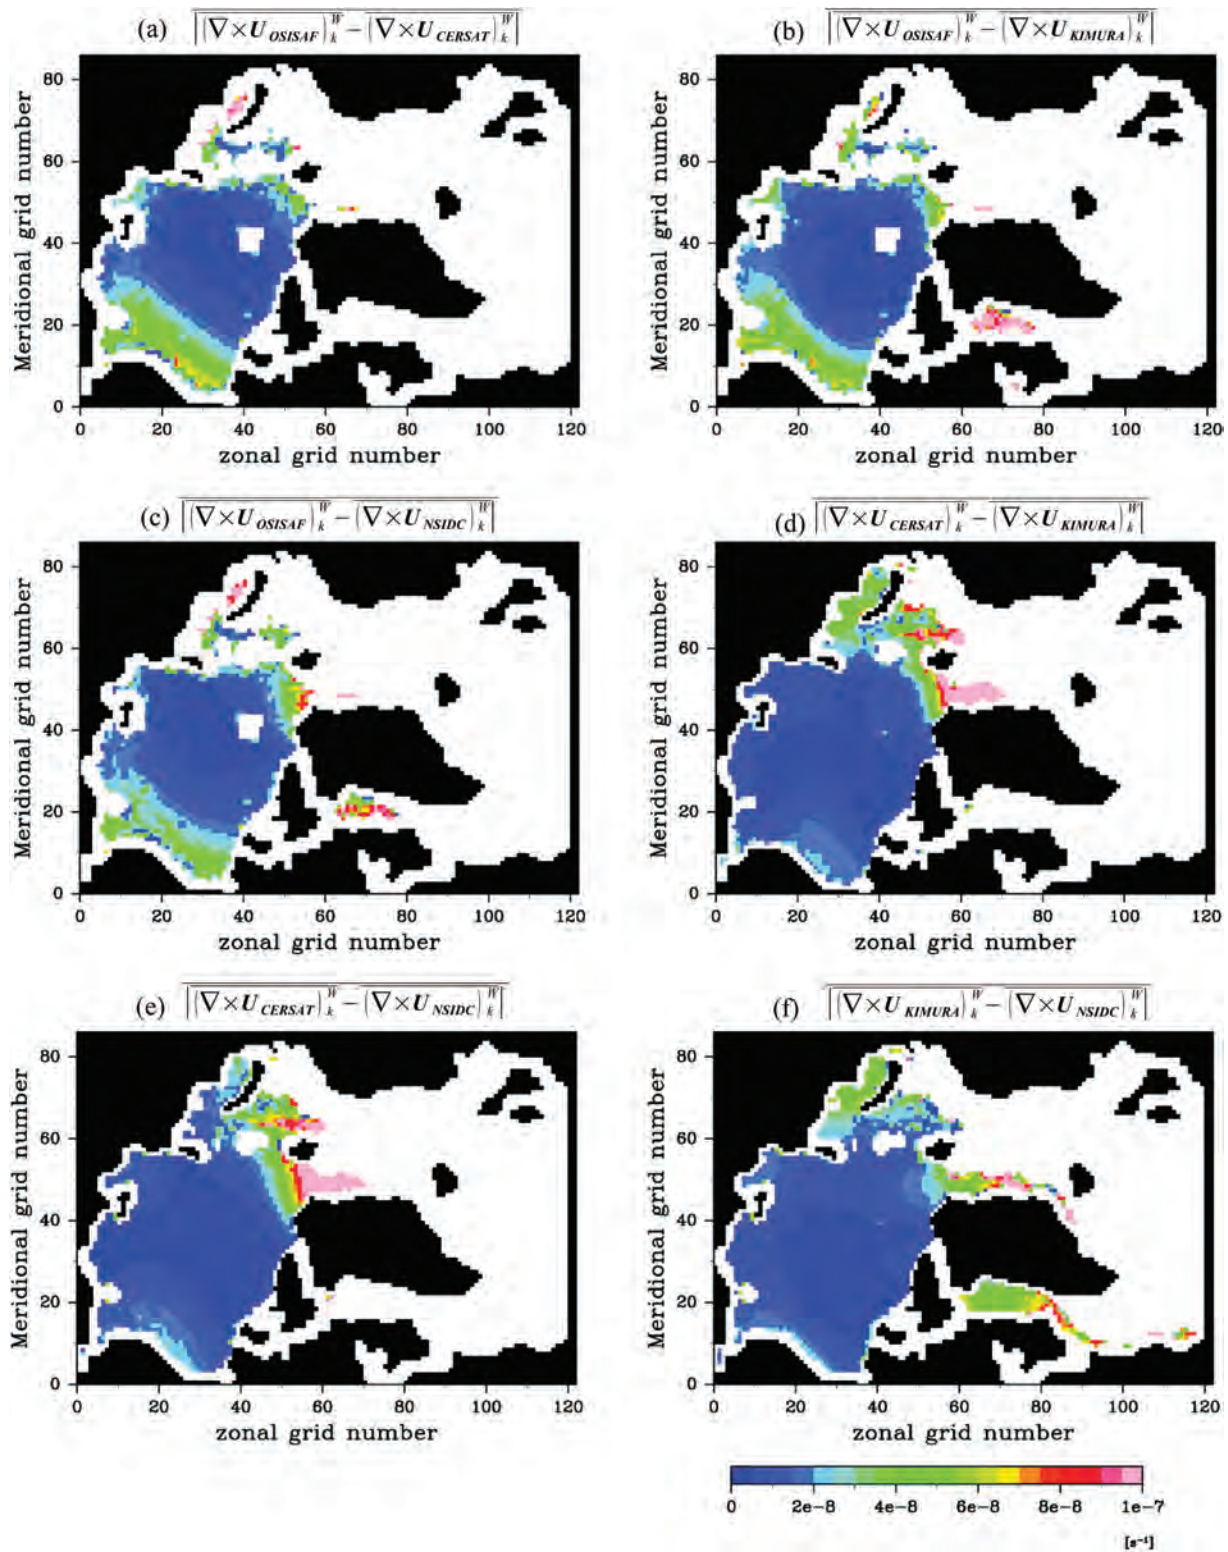 (a) |(∇×U_OSISAF)_k^W − (∇×U_CERSAT)_k^W|
(b) |(∇×U_OSISAF)_k^W − (∇×U_KIMURA)_k^W|
80
60
40
20
0
Meridional grid number
0 20 40 60 80 100 120
zonal grid number
80
60
40
20
0
Meridional grid number
0 20 40 60 80 100 120
zonal grid number
(c) |(∇×U_OSISAF)_k^W − (∇×U_NSIDC)_k^W|
(d) |(∇×U_CERSAT)_k^W − (∇×U_KIMURA)_k^W|
80
60
40
20
0
Meridional grid number
0 20 40 60 80 100 120
zonal grid number
80
60
40
20
0
Meridional grid number
0 20 40 60 80 100 120
zonal grid number
(e) |(∇×U_CERSAT)_k^W − (∇×U_NSIDC)_k^W|
(f) |(∇×U_KIMURA)_k^W − (∇×U_NSIDC)_k^W|
80
60
40
20
0
Meridional grid number
0 20 40 60 80 100 120
zonal grid number
80
60
40
20
0
Meridional grid number
0 20 40 60 80 100 120
zonal grid number
0 2e-8 4e-8 6e-8 8e-8 1e-7
[s⁻¹]